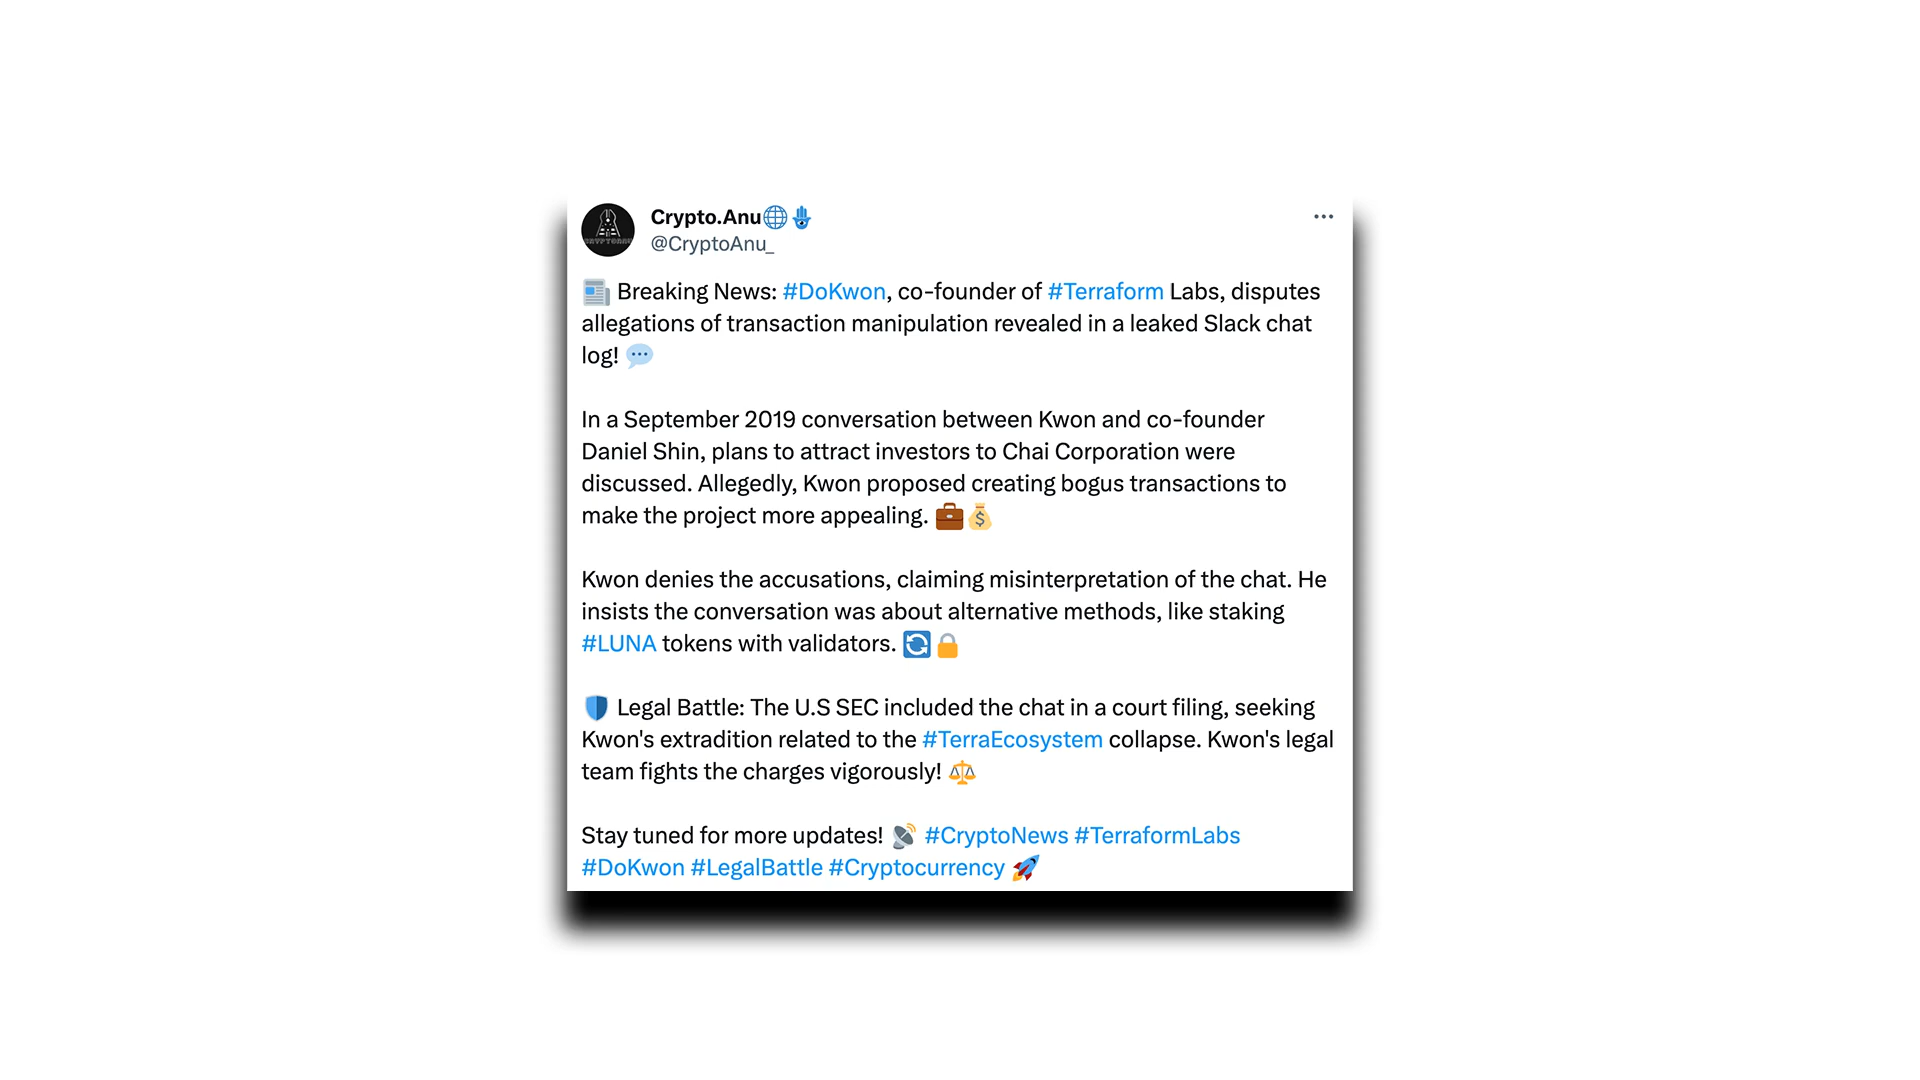 Crypto.Anu🌐🪬
@CryptoAnu_
📰 Breaking News: #DoKwon, co-founder of #Terraform Labs, disputes
allegations of transaction manipulation revealed in a leaked Slack chat
log! 💬
In a September 2019 conversation between Kwon and co-founder
Daniel Shin, plans to attract investors to Chai Corporation were
discussed. Allegedly, Kwon proposed creating bogus transactions to
make the project more appealing. 💼💰
Kwon denies the accusations, claiming misinterpretation of the chat. He
insists the conversation was about alternative methods, like staking
#LUNA tokens with validators. 🔄🔒
🛡️ Legal Battle: The U.S SEC included the chat in a court filing, seeking
Kwon's extradition related to the #TerraEcosystem collapse. Kwon's legal
team fights the charges vigorously! ⚖️
Stay tuned for more updates! 📡 #CryptoNews #TerraformLabs
#DoKwon #LegalBattle #Cryptocurrency 🚀